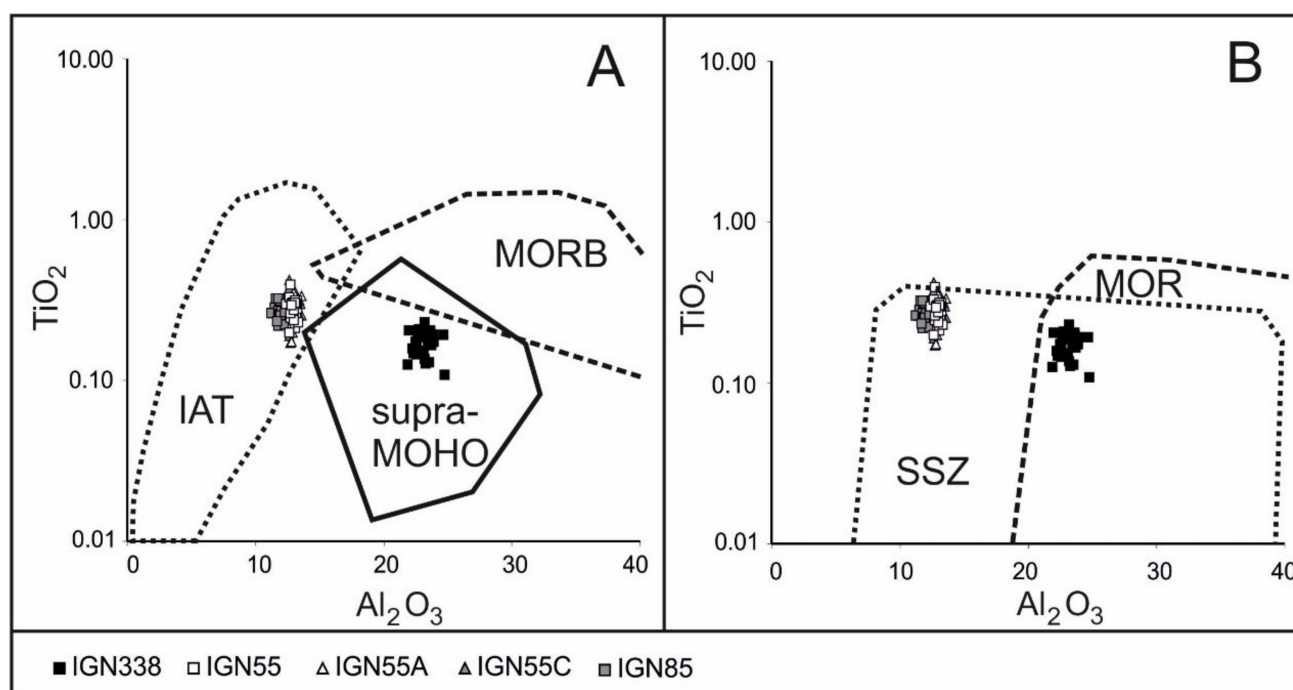 A
10.00
1.00
0.10
0.01
TiO2
MORB
IAT
supra-
MOHO
0
10
20
30
40
Al2O3
B
10.00
1.00
0.10
0.01
TiO2
MOR
SSZ
0
10
20
30
40
Al2O3
IGN338 IGN55 IGN55A IGN55C IGN85